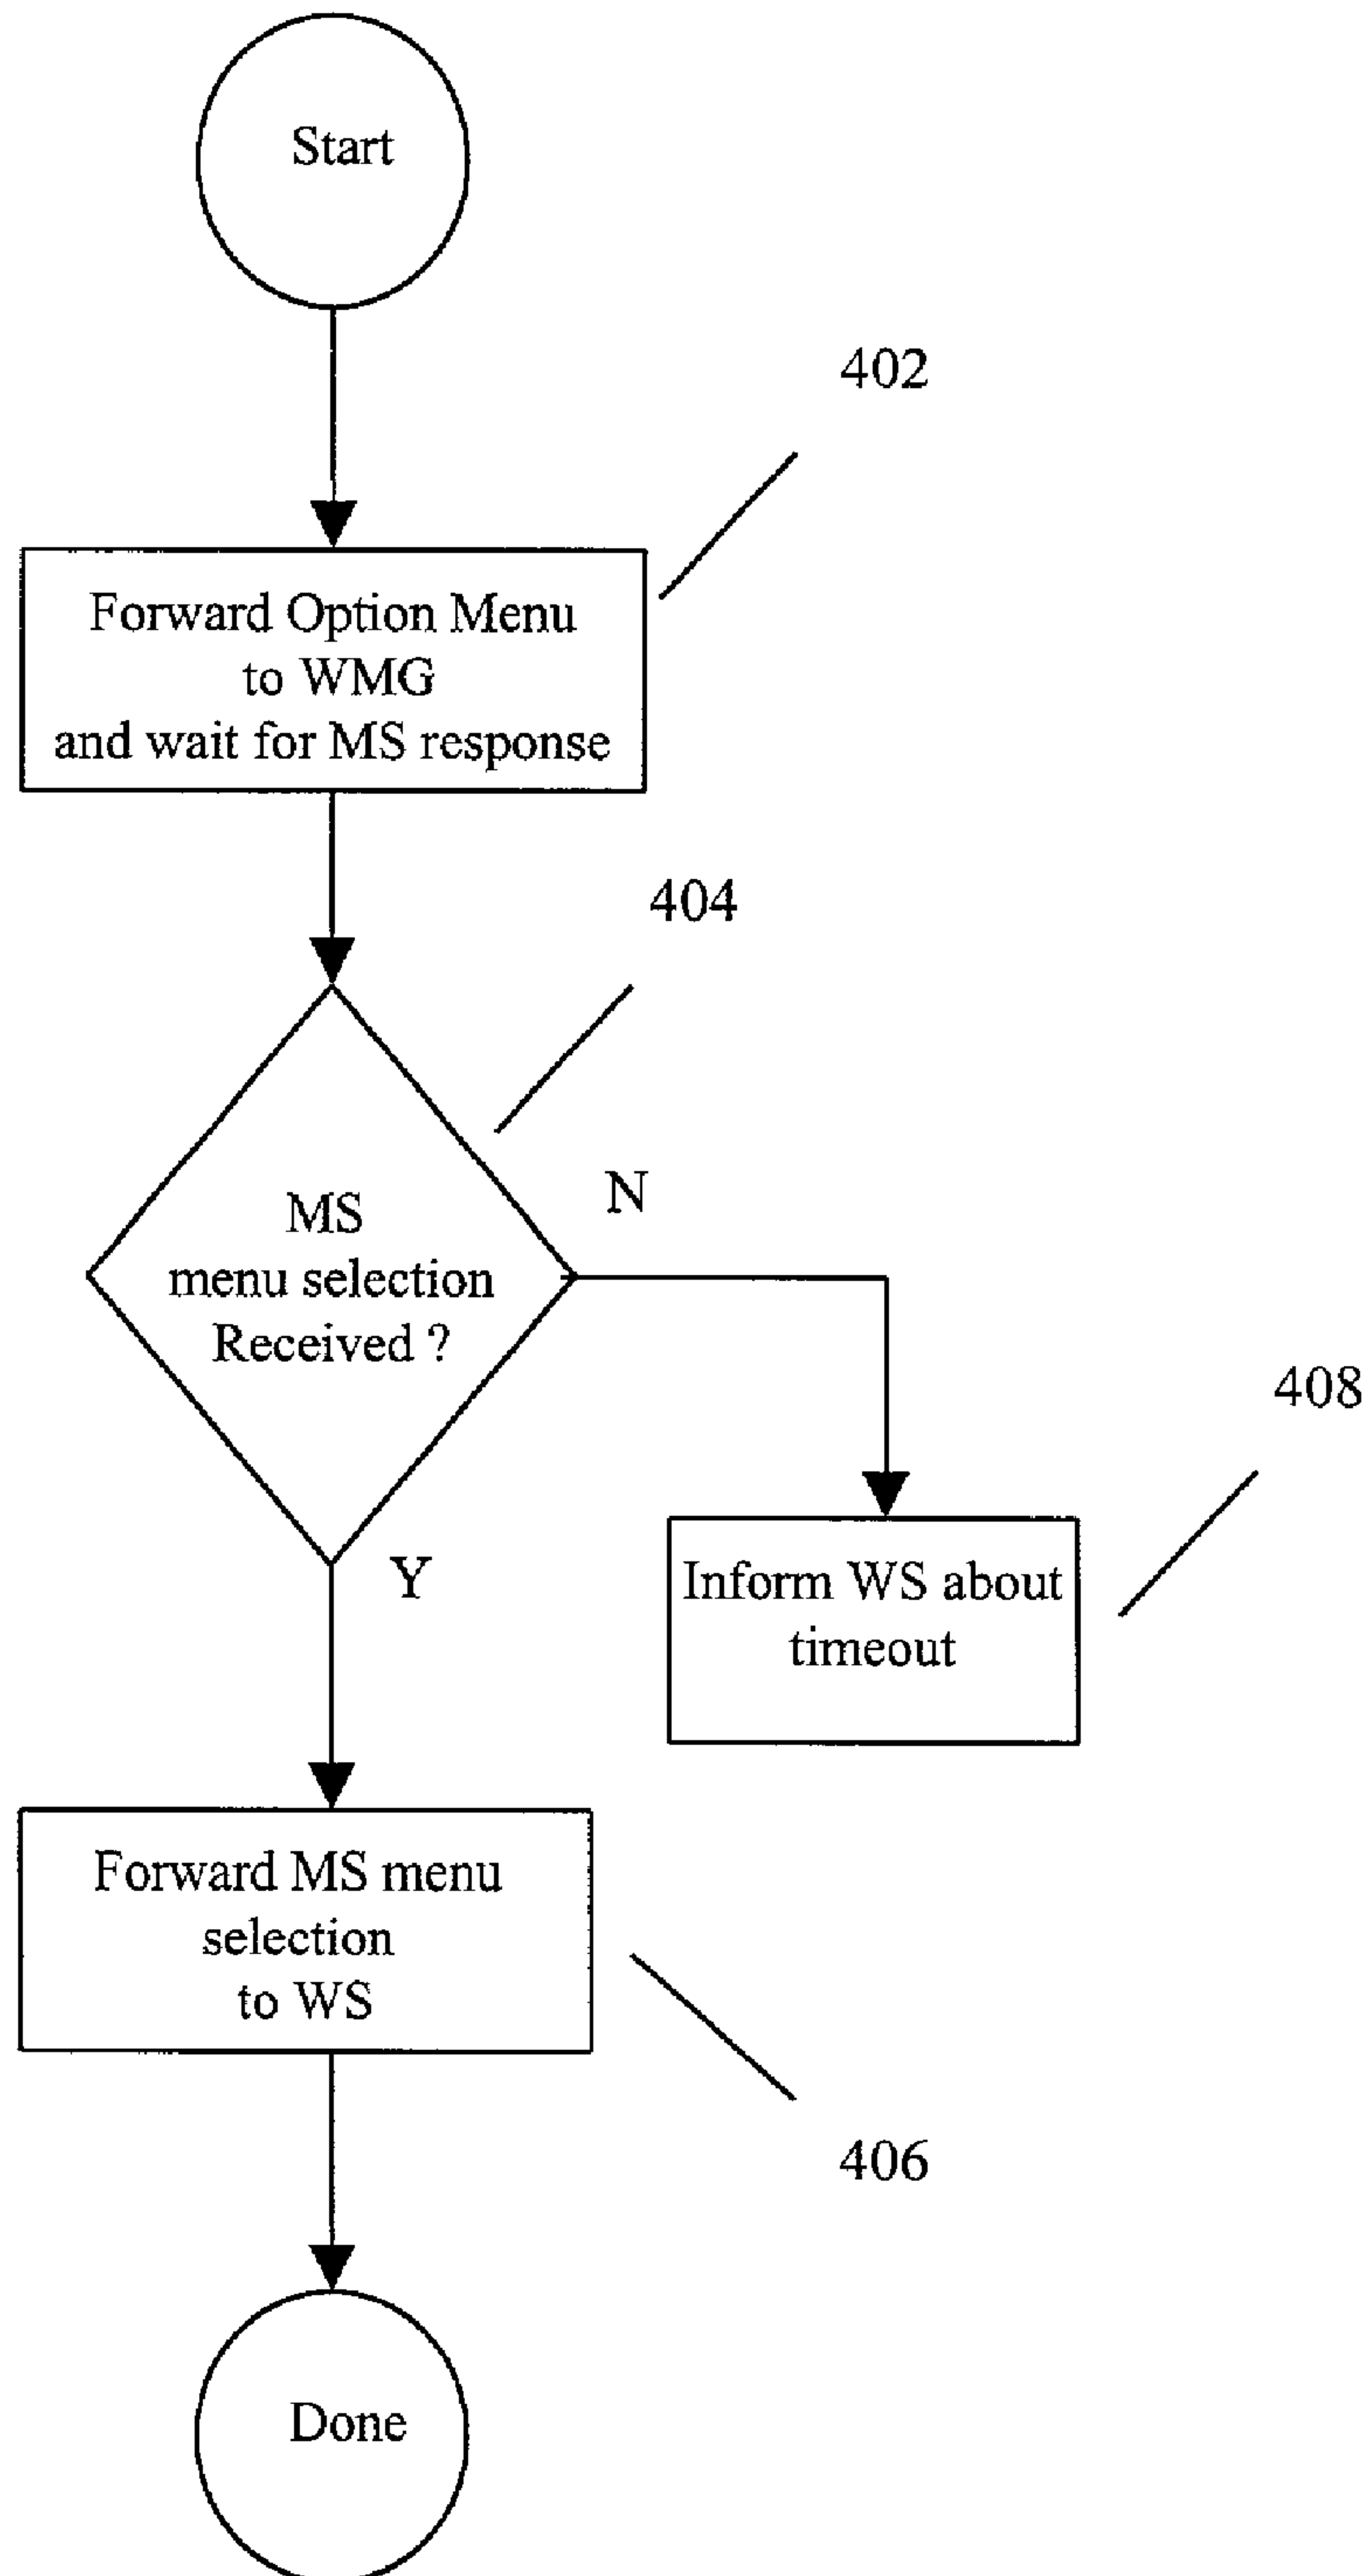 Start
402
Forward Option Menu
to WMG
and wait for MS response
404
MS
menu selection
Received ?
N
Y
408
Inform WS about
timeout
Forward MS menu
selection
to WS
406
Done